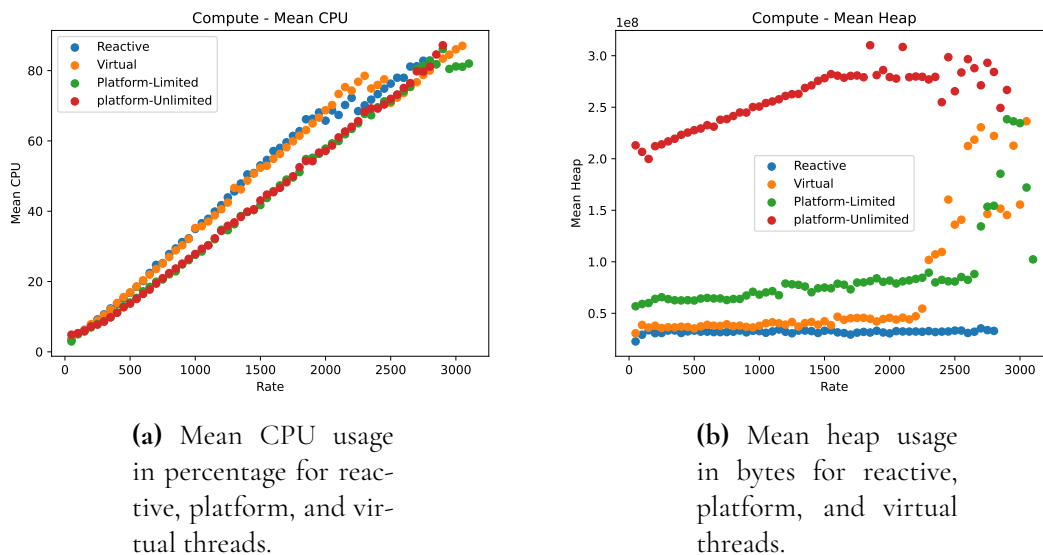 Compute - Mean CPU
Reactive
Virtual
Platform-Limited
platform-Unlimited
80
60
40
20
0
Mean CPU
0 500 1000 1500 2000 2500 3000
Rate
(a) Mean CPU usage
in percentage for reac-
tive, platform, and vir-
tual threads.
1e8
Compute - Mean Heap
3.0
2.5
2.0
1.5
1.0
0.5
Mean Heap
Reactive
Virtual
Platform-Limited
platform-Unlimited
0 500 1000 1500 2000 2500 3000
Rate
(b) Mean heap usage
in bytes for reactive,
platform, and virtual
threads.